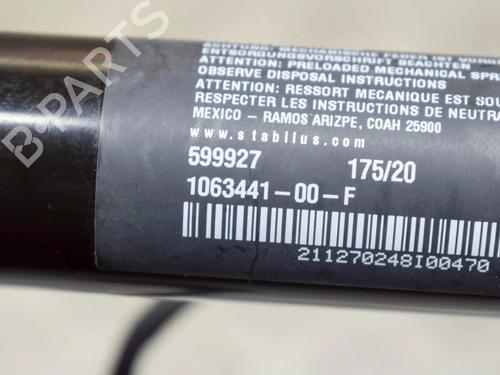 ATTENTION: PRELOADED MECHANICAL SPR
OBSERVE DISPOSAL INSTRUCTIONS
ATTENTION: RESSORT MECANIQUE EST SOU
RESPECTER LES INSTRUCTIONS DE NEUTRA
MEXICO – RAMOS ARIZPE, COAH 25900
www.stabilus.com
599927 175/20
1063441-00-F
211270248I00470